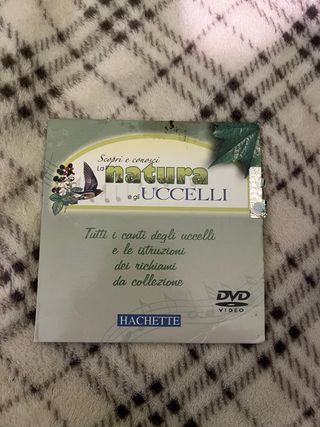 Scopri e conosci
La natura
e gli UCCELLI
Tutti i canti degli uccelli
e le istruzioni
dei richiami
da collezione
DVD
VIDEO
HACHETTE